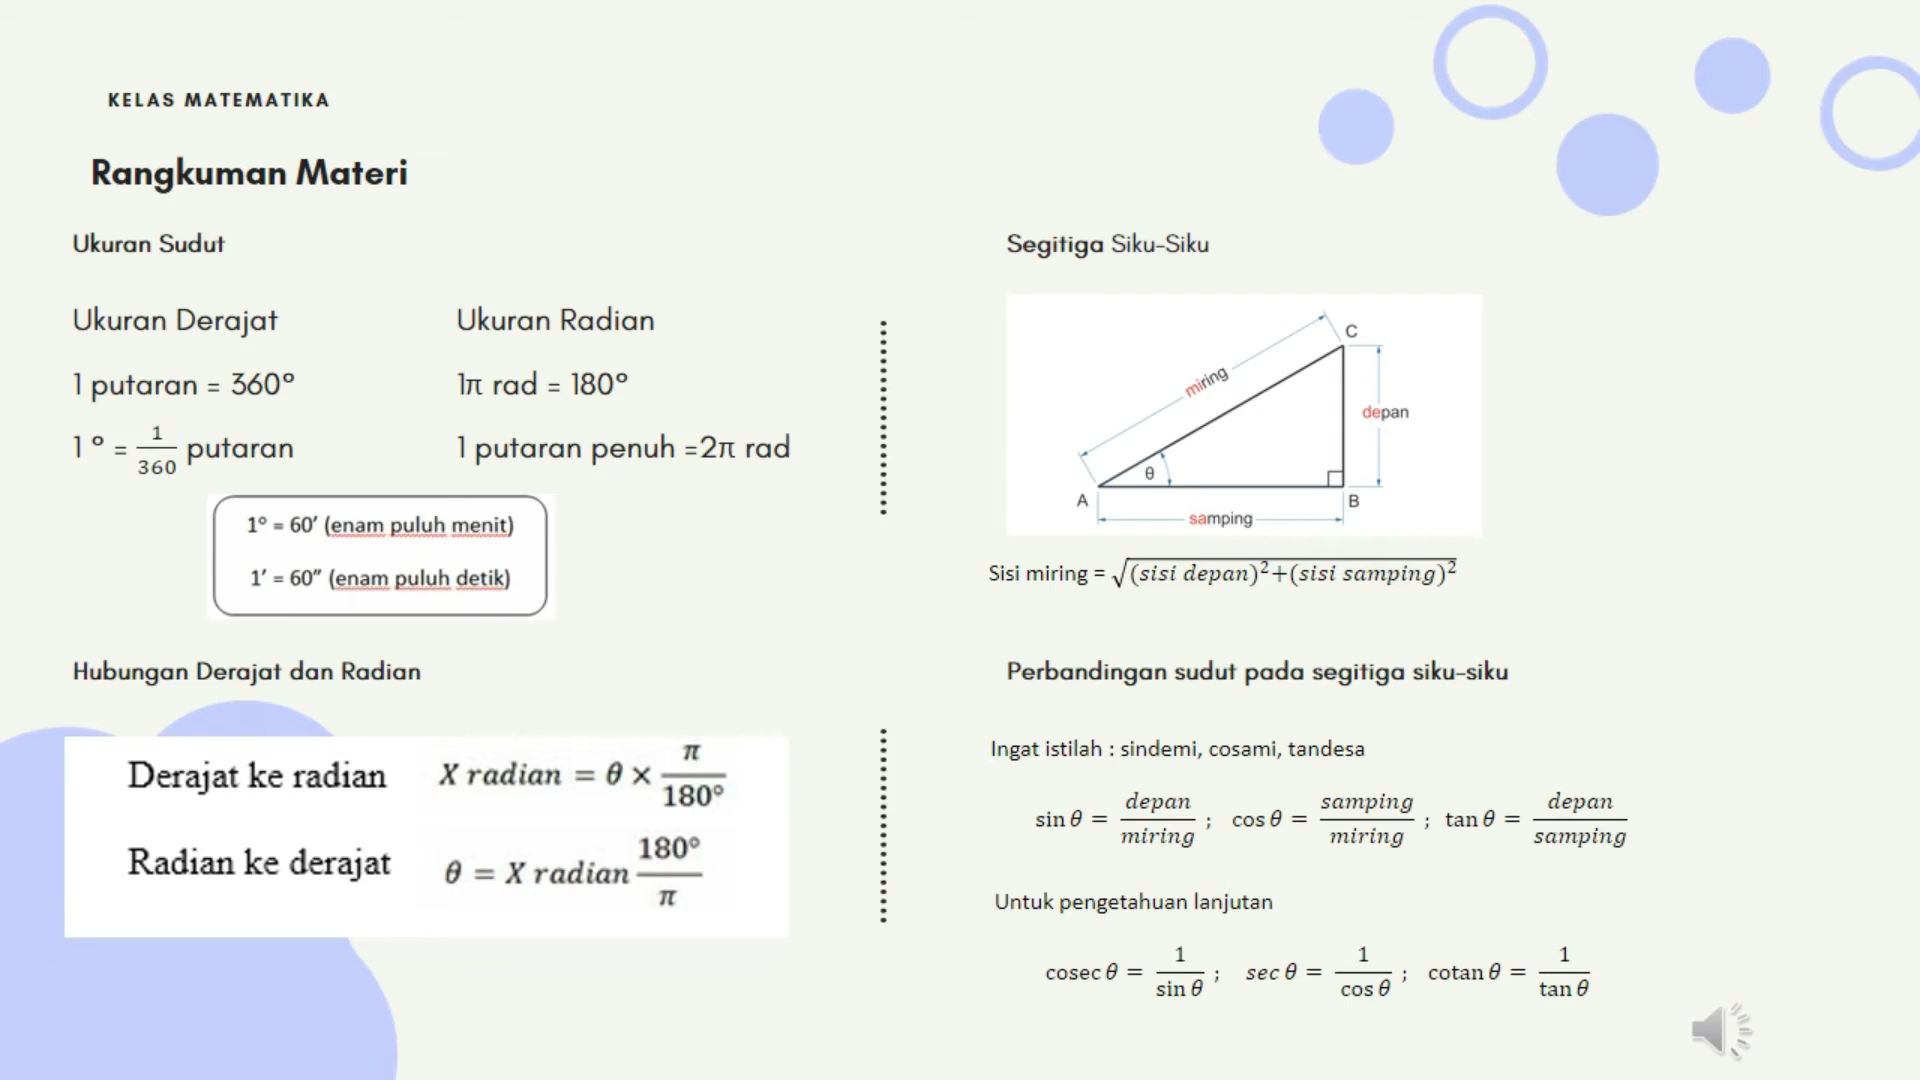 KELAS MATEMATIKA
Rangkuman Materi
Ukuran Sudut
Ukuran Derajat
1 putaran = 360°
1 ° = 1/360 putaran
Ukuran Radian
1π rad = 180°
1 putaran penuh =2π rad
1° = 60′ (enam puluh menit)
1′ = 60″ (enam puluh detik)
Hubungan Derajat dan Radian
Derajat ke radian X radian = θ × π/180°
Radian ke derajat θ = X radian 180°/π
Segitiga Siku-Siku
C
miring
depan
θ
A
B
samping
Sisi miring = √((sisi depan)²+(sisi samping)²)
Perbandingan sudut pada segitiga siku-siku
Ingat istilah : sindemi, cosami, tandesa
sin θ = depan/miring ; cos θ = samping/miring ; tan θ = depan/samping
Untuk pengetahuan lanjutan
cosec θ = 1/sin θ ; sec θ = 1/cos θ ; cotan θ = 1/tan θ